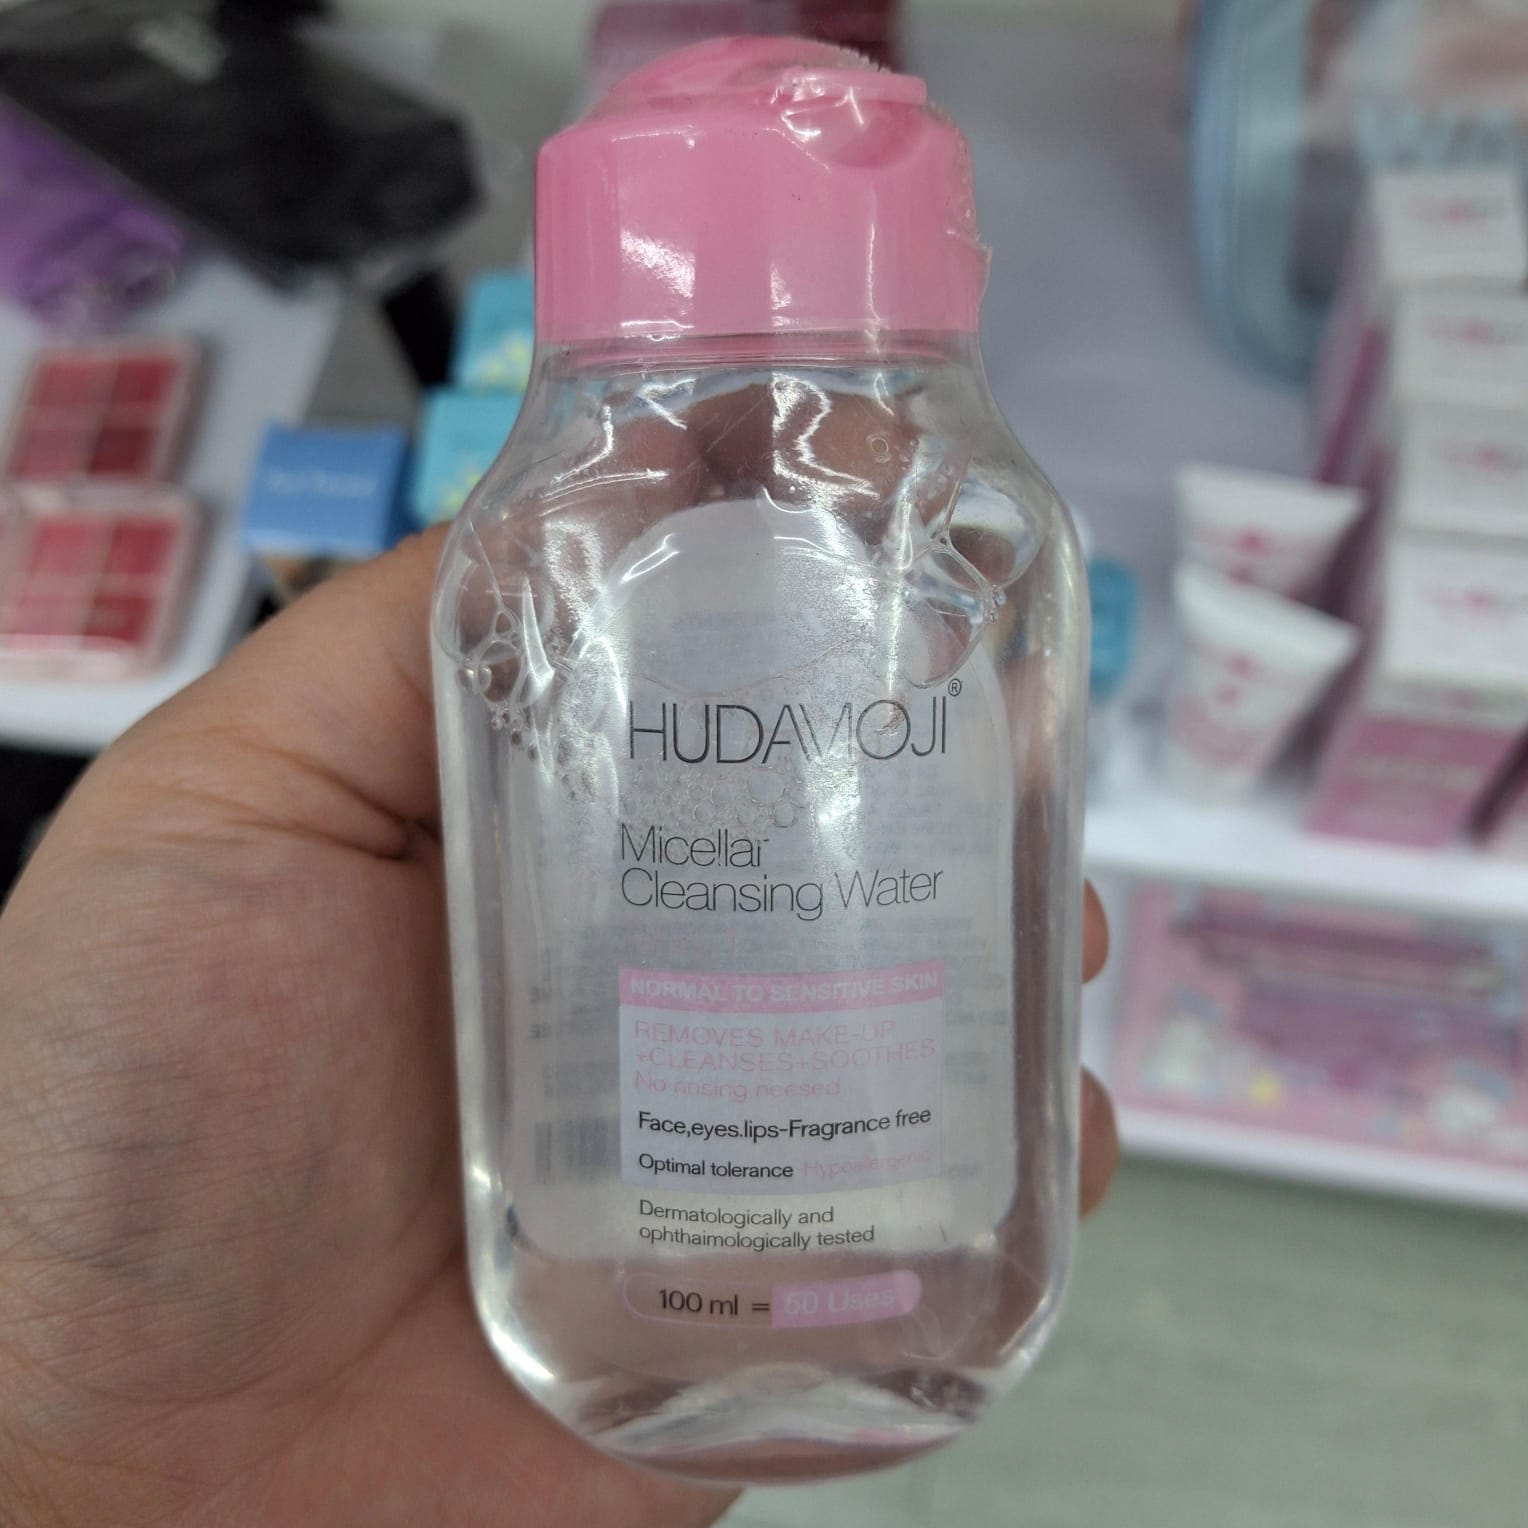 HUDAMOJI®
Micellar
Cleansing Water
NORMAL TO SENSITIVE SKIN
REMOVES MAKE-UP
+CLEANSES+SOOTHES
No rinsing needed
Face,eyes.lips-Fragrance free
Optimal tolerance Hypoallergenic
Dermatologically and
ophthaimologically tested
100 ml = 50 Uses